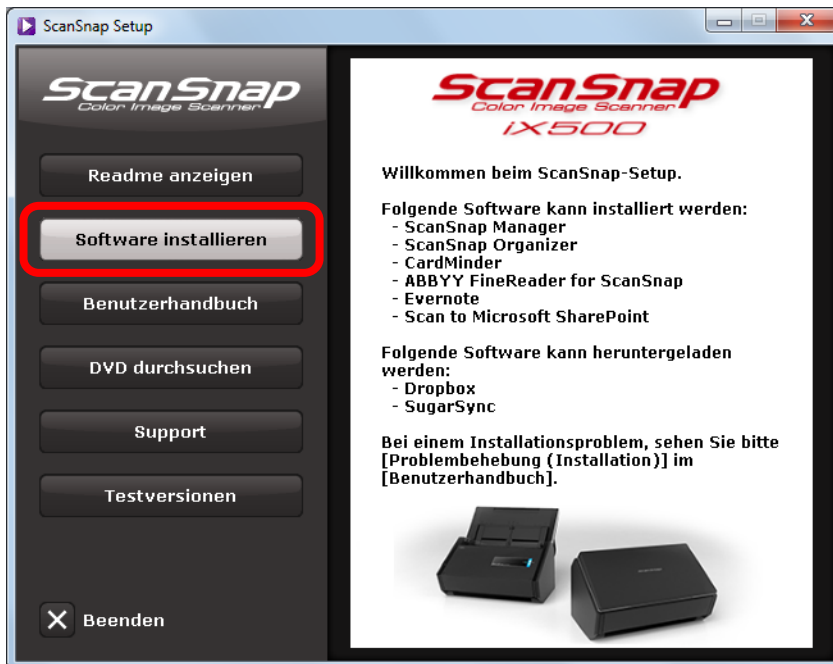 ScanSnap Setup
ScanSnap
Color Image Scanner
Readme anzeigen
Software installieren
Benutzerhandbuch
DVD durchsuchen
Support
Testversionen
Beenden
ScanSnap
Color Image Scanner
iX500
Willkommen beim ScanSnap-Setup.
Folgende Software kann installiert werden:
- ScanSnap Manager
- ScanSnap Organizer
- CardMinder
- ABBYY FineReader for ScanSnap
- Evernote
- Scan to Microsoft SharePoint
Folgende Software kann heruntergeladen
werden:
- Dropbox
- SugarSync
Bei einem Installationsproblem, sehen Sie bitte
[Problembehebung (Installation)] im
[Benutzerhandbuch].